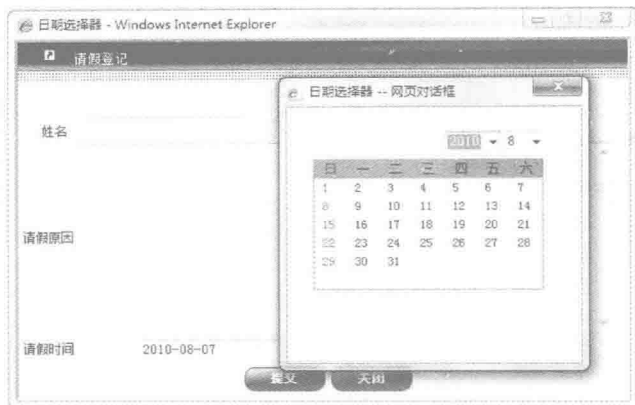 日期选择器 - Windows Internet Explorer
请假登记
日期选择器 -- 网页对话框
姓名
2010 8
日 一 二 三 四 五 六
1 2 3 4 5 6 7
8 9 10 11 12 13 14
15 16 17 18 19 20 21
22 23 24 25 26 27 28
29 30 31
请假原因
请假时间 2010-08-07
提交 关闭